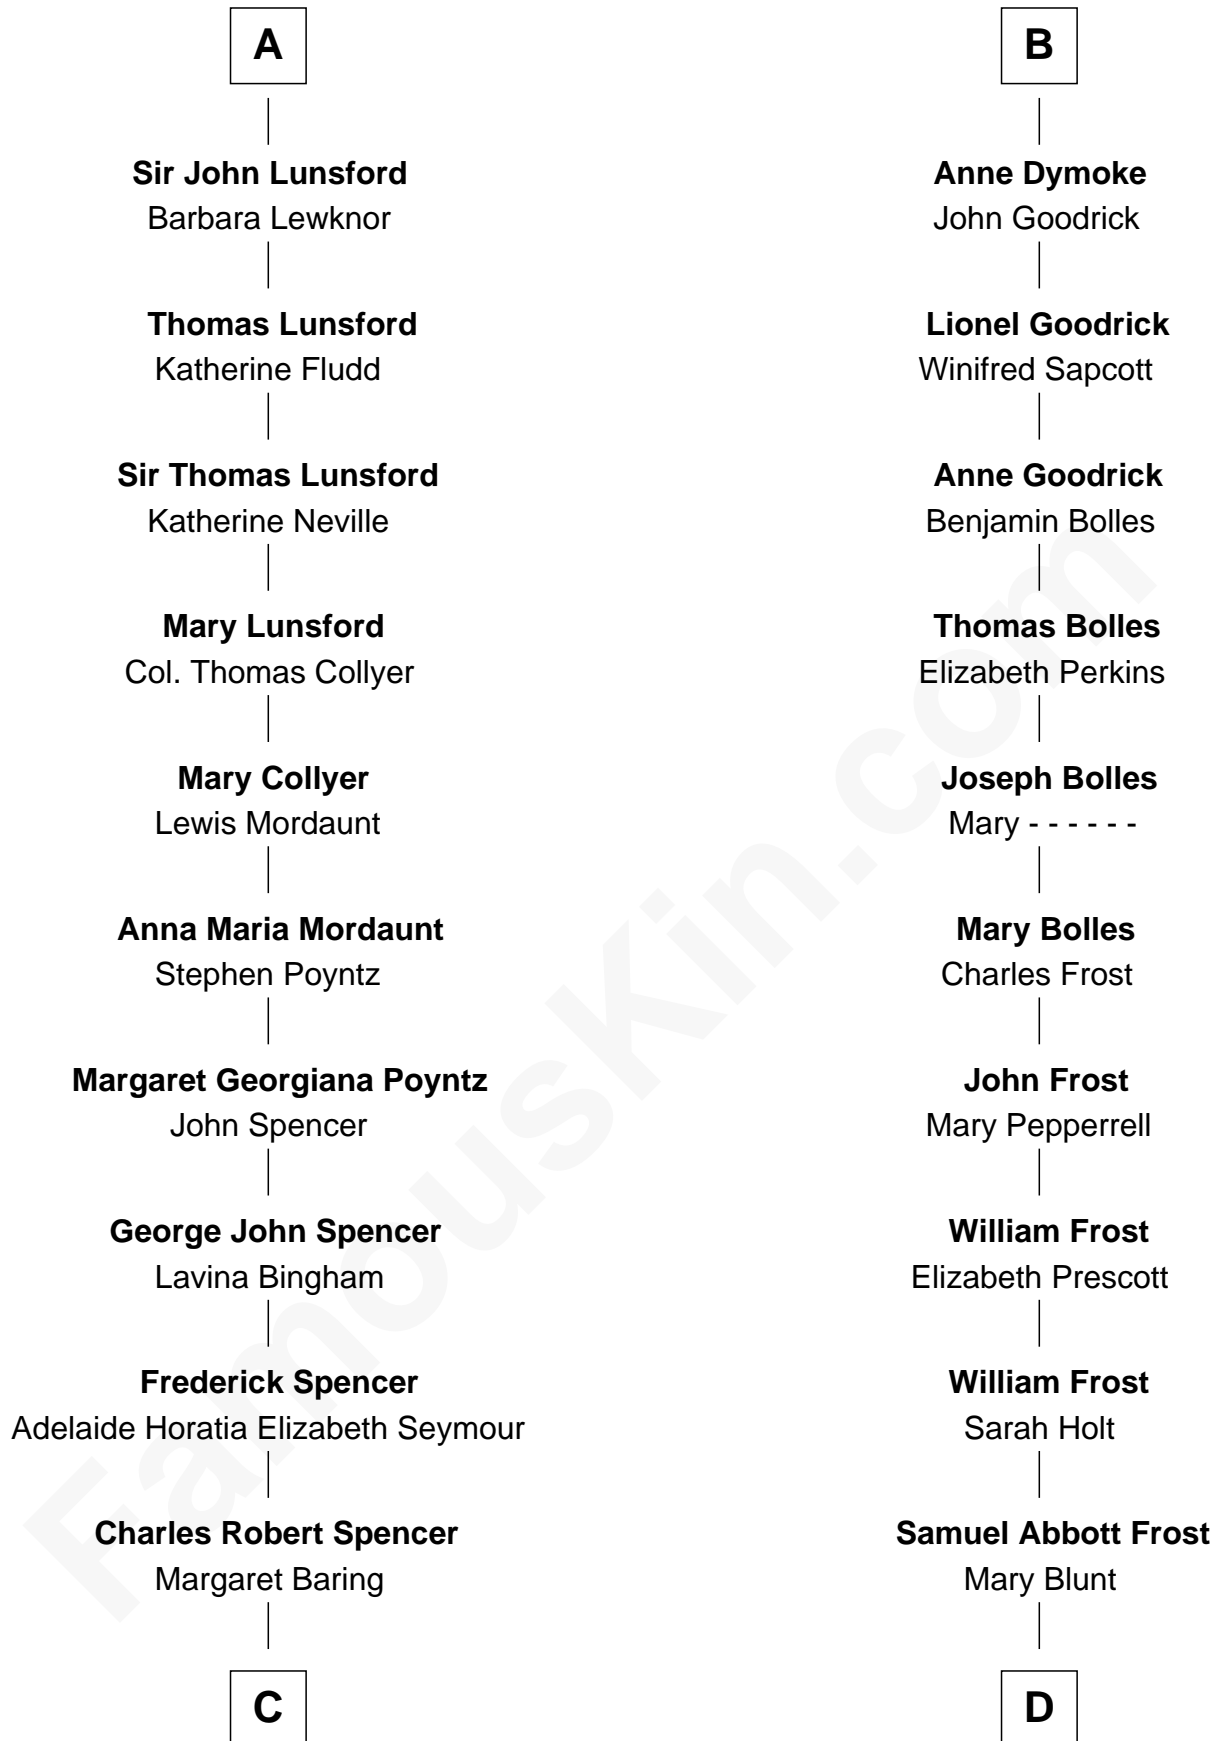 A
Sir John Lunsford
Barbara Lewknor
Thomas Lunsford
Katherine Fludd
Sir Thomas Lunsford
Katherine Neville
Mary Lunsford
Col. Thomas Collyer
Mary Collyer
Lewis Mordaunt
Anna Maria Mordaunt
Stephen Poyntz
Margaret Georgiana Poyntz
John Spencer
George John Spencer
Lavina Bingham
Frederick Spencer
Adelaide Horatia Elizabeth Seymour
Charles Robert Spencer
Margaret Baring
C
B
Anne Dymoke
John Goodrick
Lionel Goodrick
Winifred Sapcott
Anne Goodrick
Benjamin Bolles
Thomas Bolles
Elizabeth Perkins
Joseph Bolles
Mary - - - - - -
Mary Bolles
Charles Frost
John Frost
Mary Pepperrell
William Frost
Elizabeth Prescott
William Frost
Sarah Holt
Samuel Abbott Frost
Mary Blunt
D
FamousKin.com